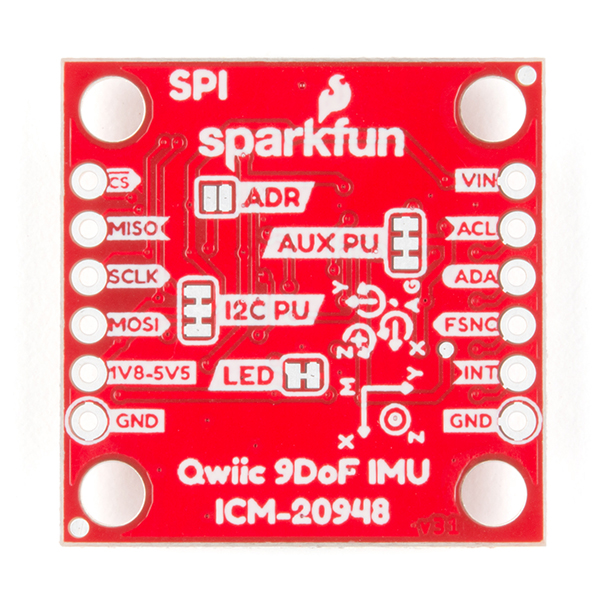 SPI
sparkfun
CS
VIN
ADR
MISO
ACL
AUX PU
SCLK
ADA
Y
AG
I2C PU
MOSI
FSNC
Z
X
1V8-5V5
LED
M
Y
INT
GND
X
Z
GND
Qwiic 9DoF IMU
ICM-20948
V31